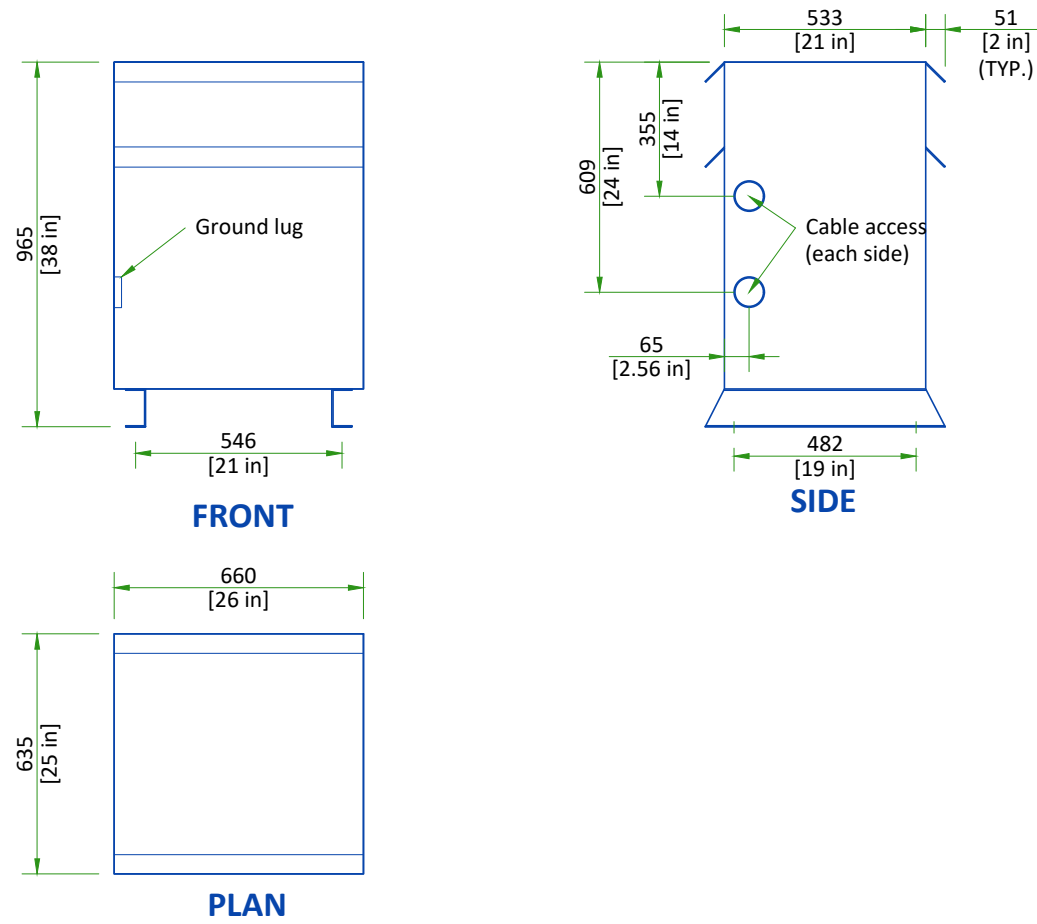 965
[38 in]
Ground lug
546
[21 in]
FRONT
533
[21 in]
51
[2 in]
(TYP.)
355
[14 in]
609
[24 in]
Cable access
(each side)
65
[2.56 in]
482
[19 in]
SIDE
660
[26 in]
635
[25 in]
PLAN